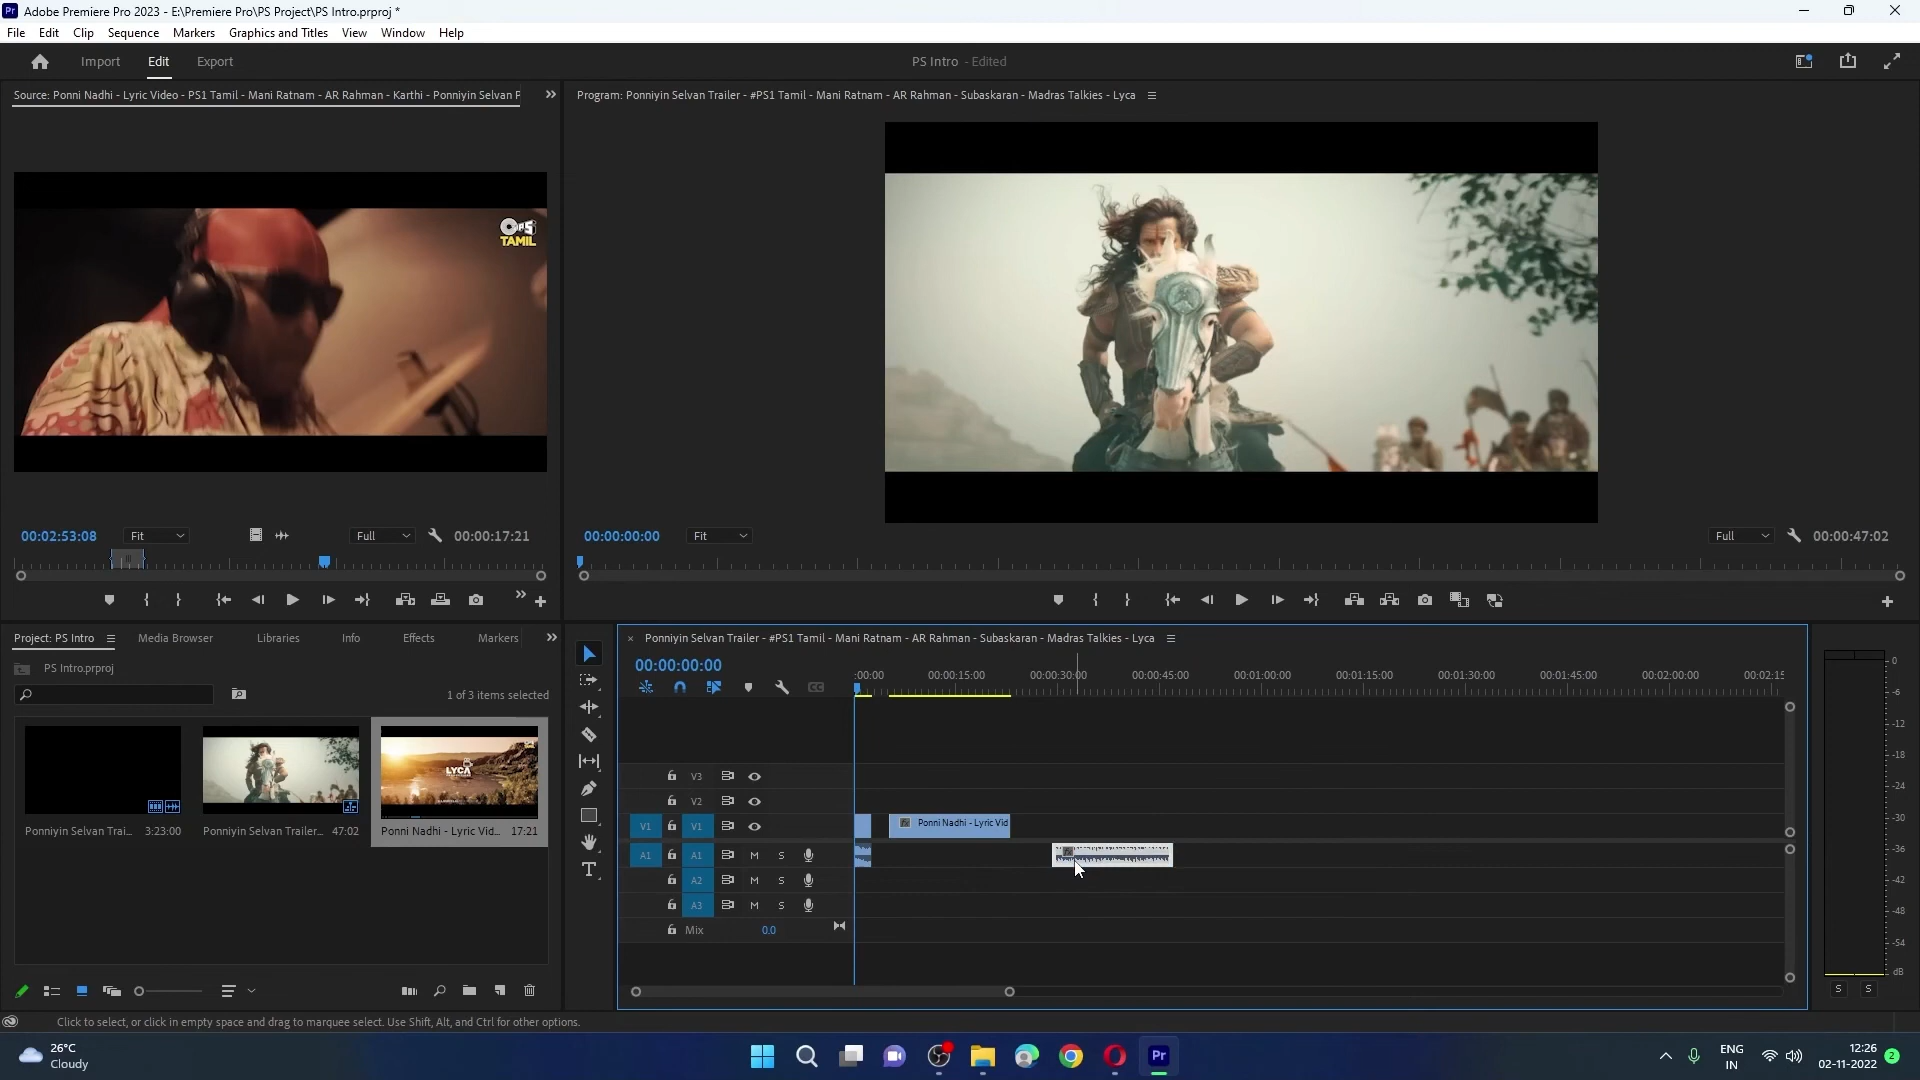 Pr Adobe Premiere Pro 2023 - E:\Premiere Pro\PS Project\PS Intro.prproj *
File Edit Clip Sequence Markers Graphics and Titles View Window Help
Import Edit Export PS Intro - Edited
Source: Ponni Nadhi - Lyric Video - PS1 Tamil - Mani Ratnam - AR Rahman - Karthi - Ponniyin Selvan F
Program: Ponniyin Selvan Trailer - #PS1 Tamil - Mani Ratnam - AR Rahman - Subaskaran - Madras Talkies - Lyca
TIPS
TAMIL
00:02:53:08 Fit Full 00:00:17:21
00:00:00:00 Fit Full 00:00:47:02
Project: PS Intro Media Browser Libraries Info Effects Markers
PS Intro.prproj
1 of 3 items selected
LYCA
Ponniyin Selvan Trai... 3:23:00
Ponniyin Selvan Trailer... 47:02
Ponni Nadhi - Lyric Vid... 17:21
× Ponniyin Selvan Trailer - #PS1 Tamil - Mani Ratnam - AR Rahman - Subaskaran - Madras Talkies - Lyca
00:00:00:00
:00:00 00:00:15:00 00:00:30:00 00:00:45:00 00:01:00:00 00:01:15:00 00:01:30:00 00:01:45:00 00:02:00:00 00:02:15
V3
V2
V1 V1 fx Ponni Nadhi - Lyric Vid
A1 A1 M S fx
A2 M S
A3 M S
Mix 0.0
0
-6
-12
-18
-24
-30
-36
-42
-48
-54
dB
S S
Click to select, or click in empty space and drag to marquee select. Use Shift, Alt, and Ctrl for other options.
26°C
Cloudy
Pr
ENG
IN
12:26
02-11-2022
2